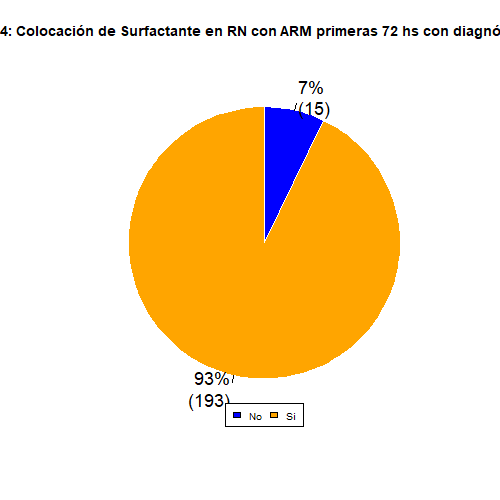 4: Colocación de Surfactante en RN con ARM primeras 72 hs con diagnó
7%
(15)
93%
(193)
No Si